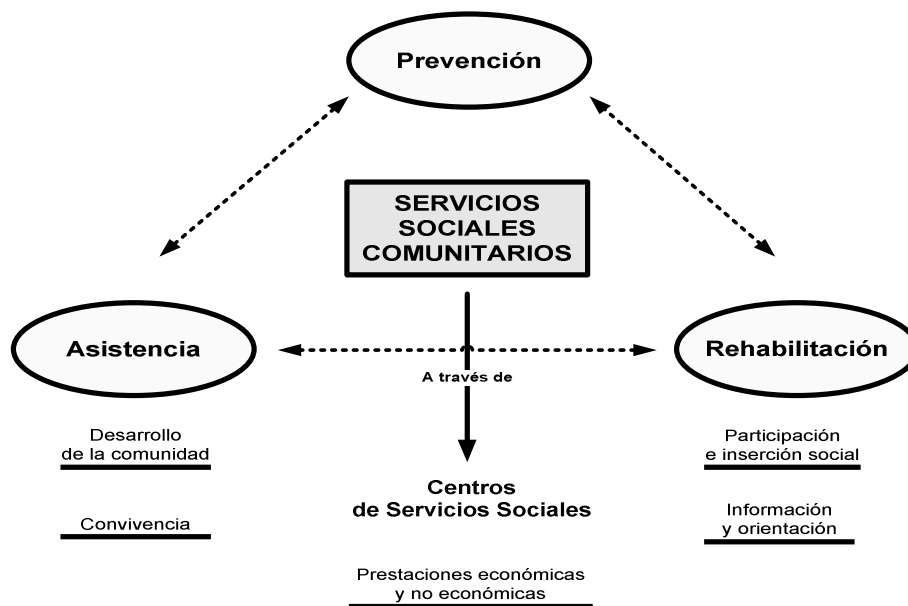 Prevención
SERVICIOS
SOCIALES
COMUNITARIOS
Asistencia
Rehabilitación
A través de
Desarrollo
de la comunidad
Participación
e inserción social
Centros
de Servicios Sociales
Convivencia
Información
y orientación
Prestaciones económicas
y no económicas